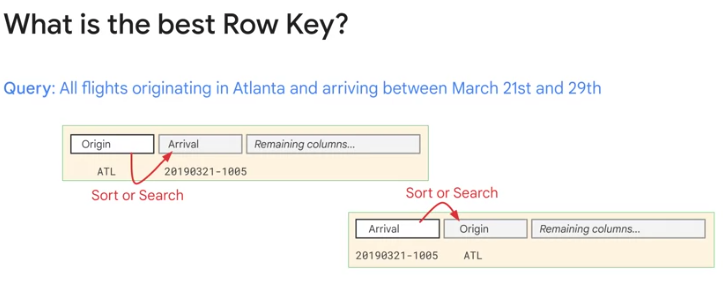 What is the best Row Key?
Query: All flights originating in Atlanta and arriving between March 21st and 29th
Origin Arrival Remaining columns...
ATL 20190321-1005
Sort or Search
Sort or Search
Arrival Origin Remaining columns...
20190321-1005 ATL